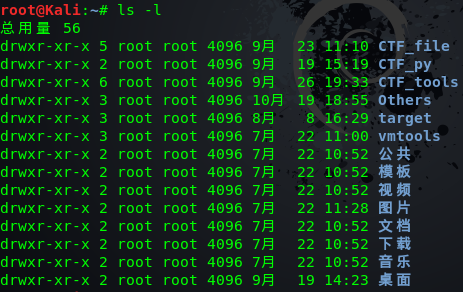 root@Kali:~# ls -l
总用量 56
drwxr-xr-x 5 root root 4096 9月  23 11:10 CTF_file
drwxr-xr-x 2 root root 4096 9月  19 15:19 CTF_py
drwxr-xr-x 6 root root 4096 9月  26 19:33 CTF_tools
drwxr-xr-x 3 root root 4096 10月 19 18:55 Others
drwxr-xr-x 3 root root 4096 8月   8 16:29 target
drwxr-xr-x 3 root root 4096 7月  22 11:00 vmtools
drwxr-xr-x 2 root root 4096 7月  22 10:52 公共
drwxr-xr-x 2 root root 4096 7月  22 10:52 模板
drwxr-xr-x 2 root root 4096 7月  22 10:52 视频
drwxr-xr-x 2 root root 4096 7月  22 11:28 图片
drwxr-xr-x 2 root root 4096 7月  22 10:52 文档
drwxr-xr-x 2 root root 4096 7月  22 10:52 下载
drwxr-xr-x 2 root root 4096 7月  22 10:52 音乐
drwxr-xr-x 2 root root 4096 9月  19 14:23 桌面